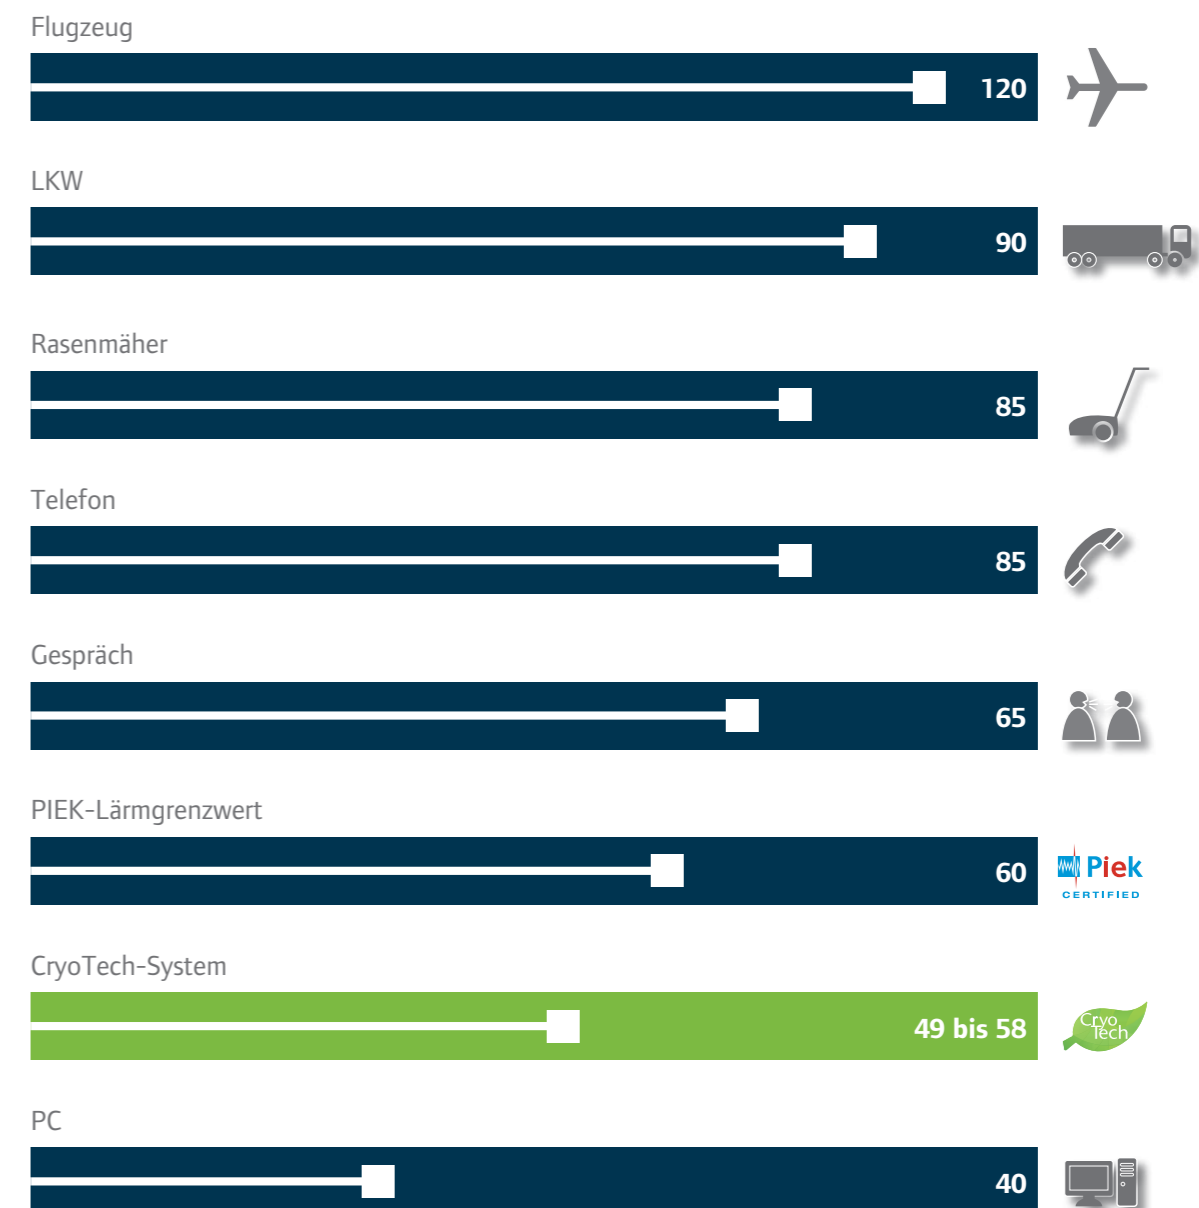 Flugzeug
120
LKW
90
Rasenmäher
85
Telefon
85
Gespräch
65
PIEK-Lärmgrenzwert
60
Piek
CERTIFIED
CryoTech-System
49 bis 58
Cryo
Tech
PC
40